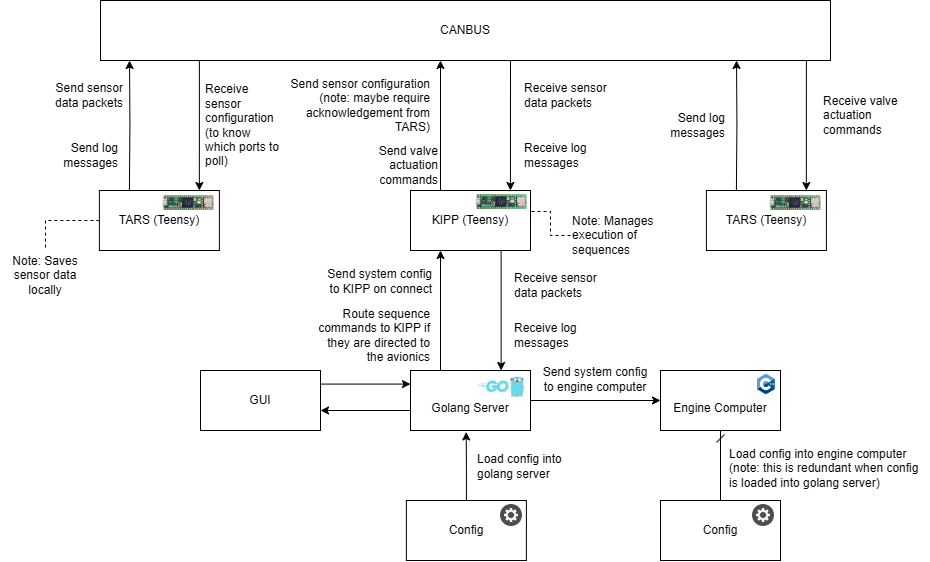 CANBUS
Send sensor
data packets
Send log
messages
Receive
sensor
configuration
(to know
which ports to
poll)
Send sensor configuration
(note: maybe require
acknowledgement from
TARS)
Send valve
actuation
commands
Receive sensor
data packets
Receive log
messages
Send log
messages
Receive valve
actuation
commands
TARS (Teensy)
KIPP (Teensy)
TARS (Teensy)
Note: Saves
sensor data
locally
Note: Manages
execution of
sequences
Send system config
to KIPP on connect
Route sequence
commands to KIPP if
they are directed to
the avionics
Receive sensor
data packets
Receive log
messages
GUI
GO
Golang Server
Send system config
to engine computer
C++
Engine Computer
Load config into
golang server
Load config into engine computer
(note: this is redundant when config
is loaded into golang server)
Config
Config